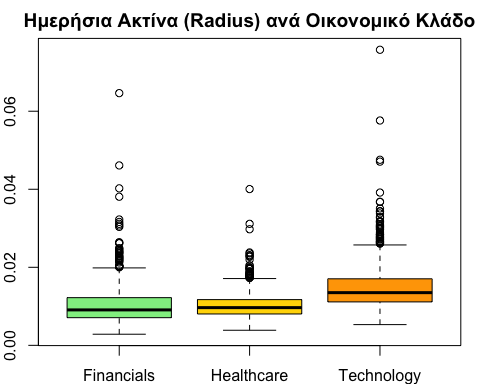 Ημερήσια Ακτίνα (Radius) ανά Οικονομικό Κλάδο
0.06
0.04
0.02
0.00
Financials Healthcare Technology